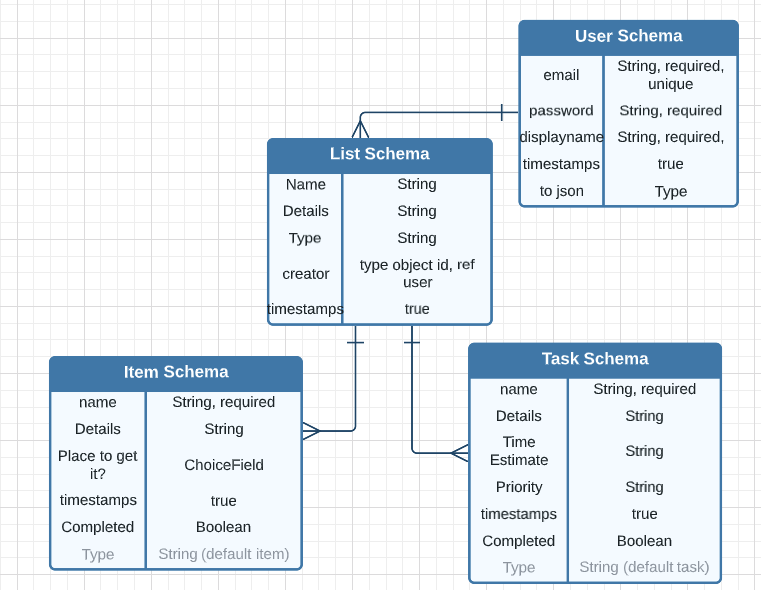 User Schema
email String, required,
unique
password String, required
displayname String, required,
timestamps true
to json Type
List Schema
Name String
Details String
Type String
creator type object id, ref
user
timestamps true
Item Schema
name String, required
Details String
Place to get
it? ChoiceField
timestamps true
Completed Boolean
Type String (default item)
Task Schema
name String, required
Details String
Time
Estimate String
Priority String
timestamps true
Completed Boolean
Type String (default task)